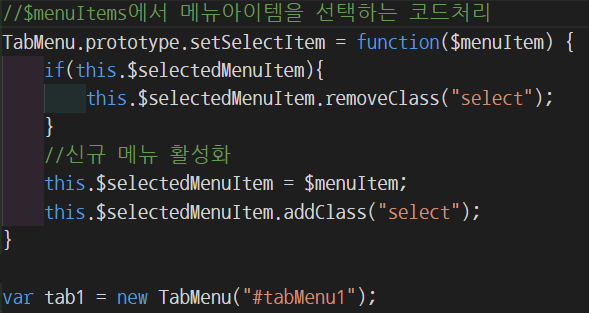 //$menuItems에서 메뉴아이템을 선택하는 코드처리
TabMenu.prototype.setSelectItem = function($menuItem) {
if(this.$selectedMenuItem){
this.$selectedMenuItem.removeClass("select");
}
//신규 메뉴 활성화
this.$selectedMenuItem = $menuItem;
this.$selectedMenuItem.addClass("select");
}
var tab1 = new TabMenu("#tabMenu1");